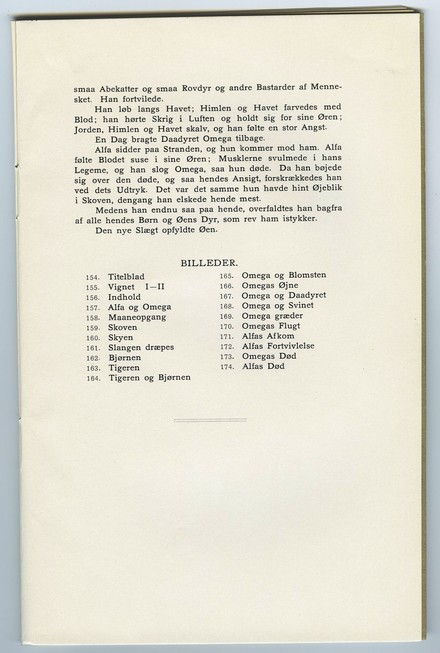 smaa Abekatter og smaa Rovdyr og andre Bastarder af Menne-
sket. Han fortvilede.
Han løb langs Havet; Himlen og Havet farvedes med
Blod; han hørte Skrig i Luften og holdt sig for sine Øren;
Jorden, Himlen og Havet skalv, og han følte en stor Angst.
En Dag bragte Daadyret Omega tilbage.
Alfa sidder paa Stranden, og hun kommer mod ham. Alfa
følte Blodet suse i sine Øren; Musklerne svulmede i hans
Legeme, og han slog Omega, saa hun døde. Da han bøjede
sig over den døde, og saa hendes Ansigt, forskrækkedes han
ved dets Udtryk. Det var det samme hun havde hint Øjeblik
i Skoven, dengang han elskede hende mest.
Medens han endnu saa paa hende, overfaldtes han bagfra
af alle hendes Børn og Øens Dyr, som rev ham istykker.
Den nye Slægt opfyldte Øen.
BILLEDER.
154. Titelblad
155. Vignet I—II
156. Indhold
157. Alfa og Omega
158. Maaneopgang
159. Skoven
160. Skyen
161. Slangen dræpes
162. Bjørnen
163. Tigeren
164. Tigeren og Bjørnen
165. Omega og Blomsten
166. Omegas Øjne
167. Omega og Daadyret
168. Omega og Svinet
169. Omega græder
170. Omegas Flugt
171. Alfas Afkom
172. Alfas Fortvivlelse
173. Omegas Død
174. Alfas Død